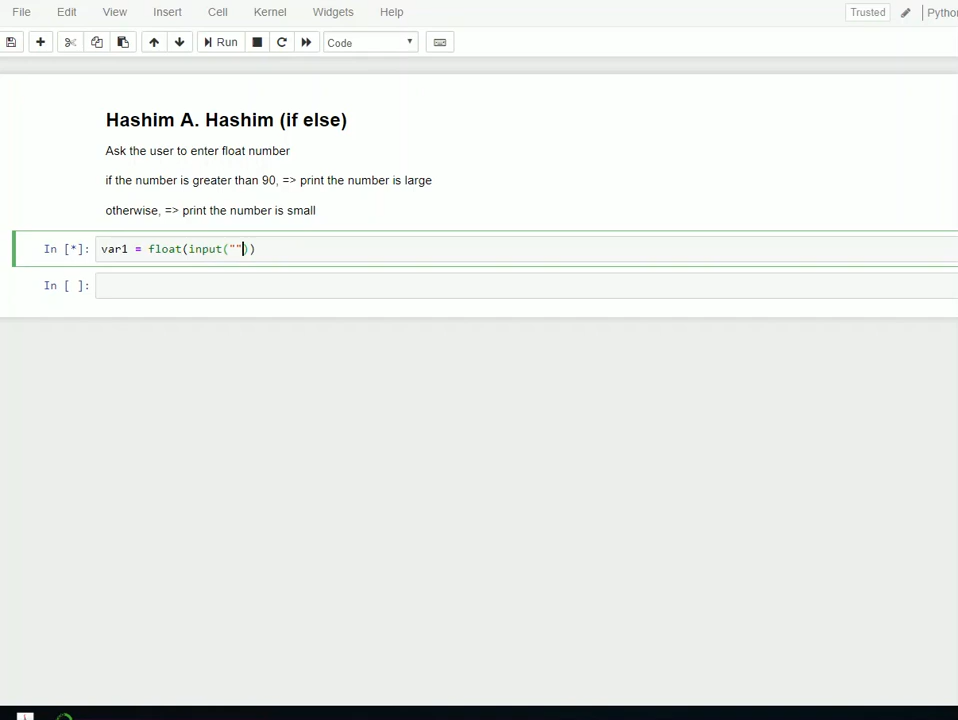 File Edit View Insert Cell Kernel Widgets Help Trusted Pytho
Run Code
Hashim A. Hashim (if else)
Ask the user to enter float number
if the number is greater than 90, => print the number is large
otherwise, => print the number is small
In [*]: var1 = float(input(""))
In [ ]: